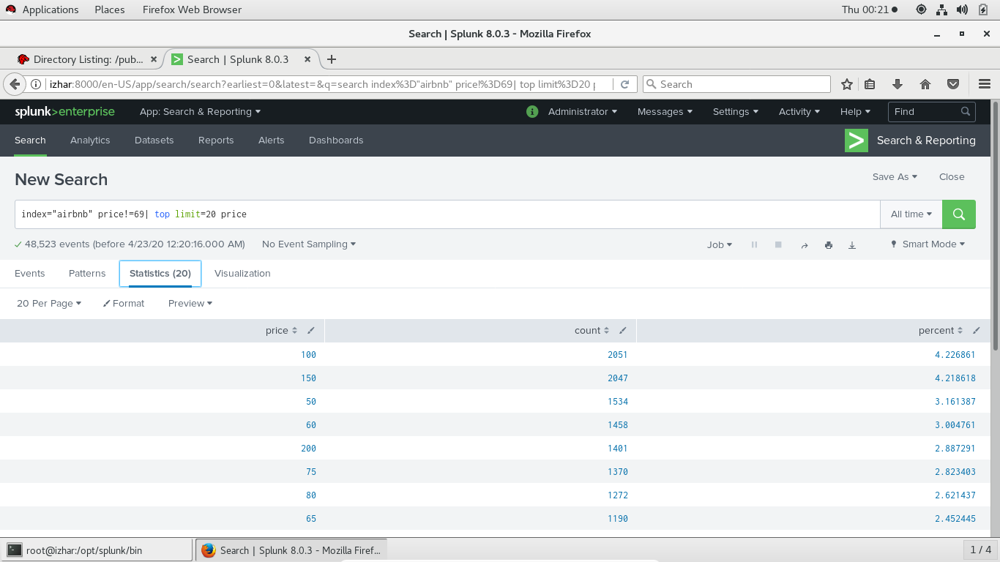 Applications Places Firefox Web Browser Thu 00:21
Search | Splunk 8.0.3 - Mozilla Firefox
Directory Listing: /pub... Search | Splunk 8.0.3
izhar:8000/en-US/app/search/search?earliest=0&latest=&q=search index%3D"airbnb" price!%3D69| top limit%3D20 p Search
splunk>enterprise App: Search & Reporting i Administrator Messages Settings Activity Help Find
Search Analytics Datasets Reports Alerts Dashboards > Search & Reporting
New Search Save As Close
index="airbnb" price!=69| top limit=20 price All time
48,523 events (before 4/23/20 12:20:16.000 AM) No Event Sampling Job Smart Mode
Events Patterns Statistics (20) Visualization
20 Per Page Format Preview
price count percent
100 2051 4.226861
150 2047 4.218618
50 1534 3.161387
60 1458 3.004761
200 1401 2.887291
75 1370 2.823403
80 1272 2.621437
65 1190 2.452445
root@izhar:/opt/splunk/bin Search | Splunk 8.0.3 - Mozilla Firef... 1 / 4